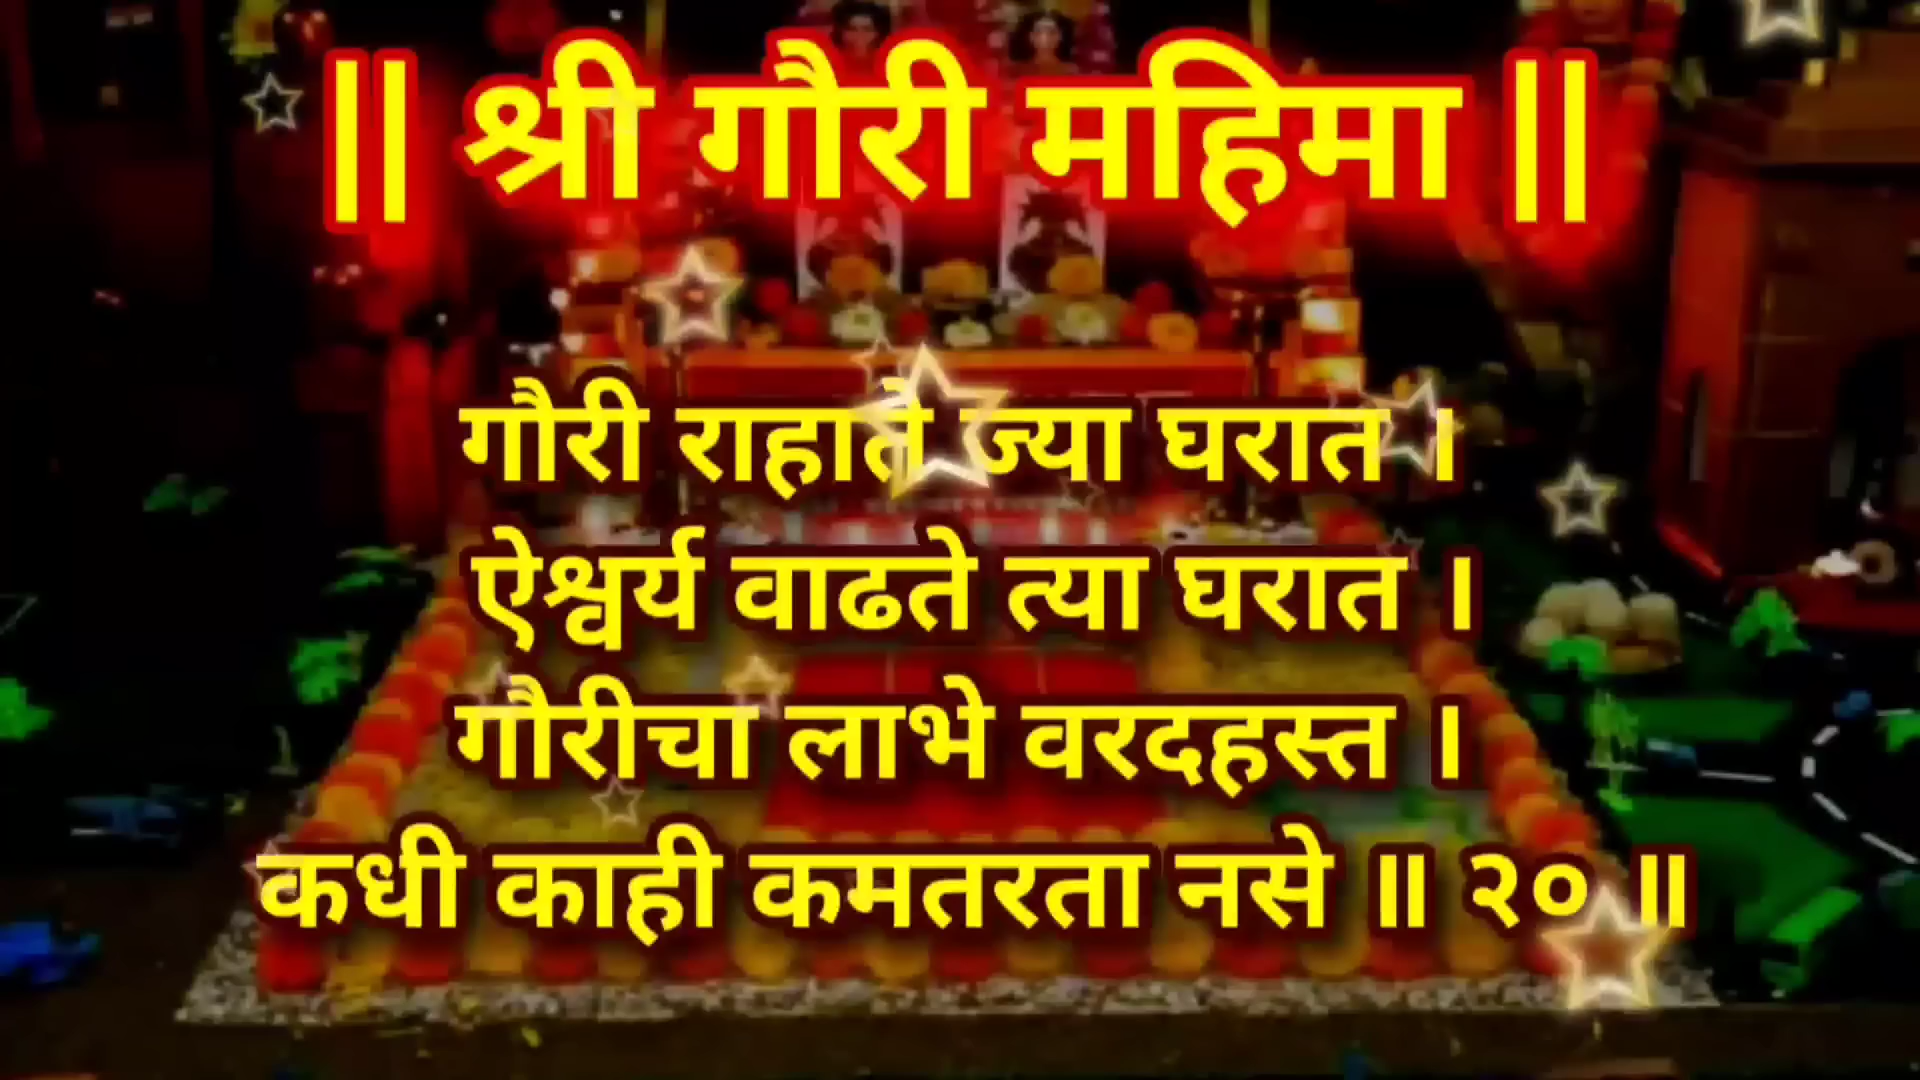 || श्री गौरी महिमा ||
गौरी राहाते ज्या घरात ।
ऐश्वर्य वाढते त्या घरात ।
गौरीचा लाभे वरदहस्त ।
कधी काही कमतरता नसे ॥ २० ॥